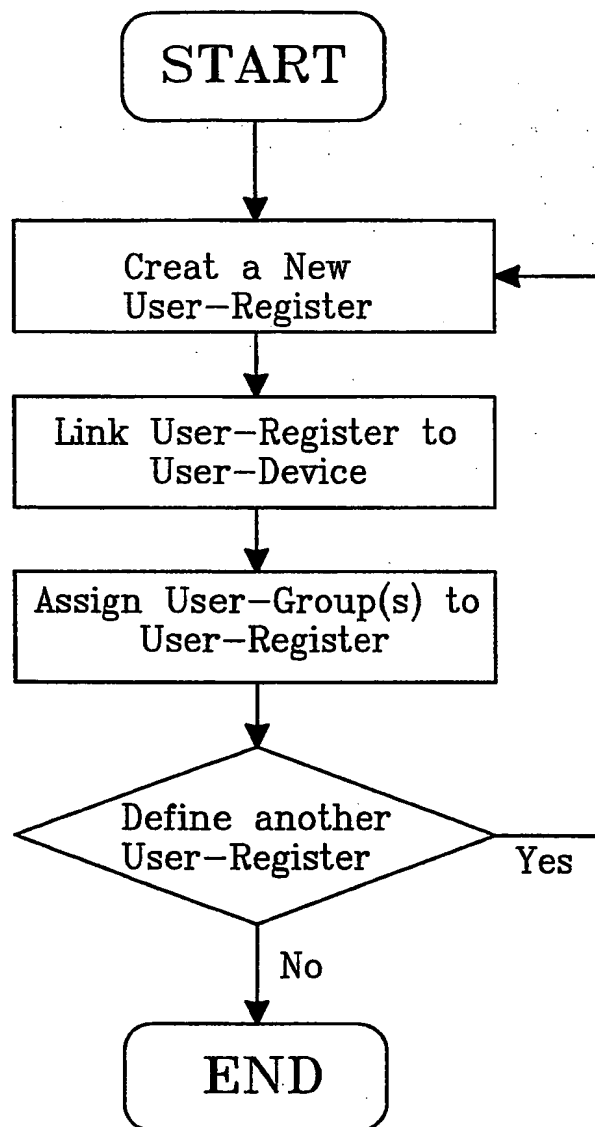 START
Creat a New
User-Register
Link User-Register to
User-Device
Assign User-Group(s) to
User-Register
Define another
User-Register
Yes
No
END